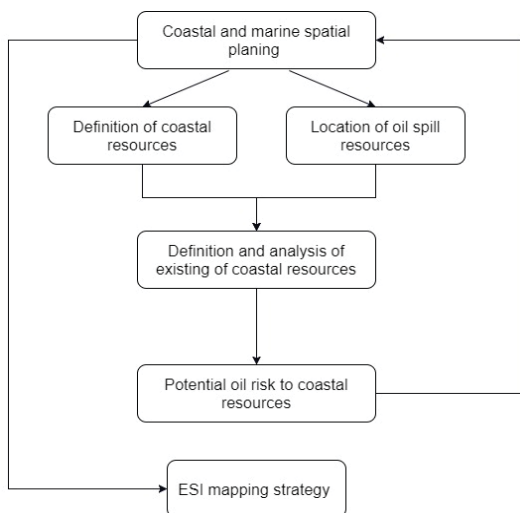 Coastal and marine spatial
planing
Definition of coastal
resources
Location of oil spill
resources
Definition and analysis of
existing of coastal resources
Potential oil risk to coastal
resources
ESI mapping strategy